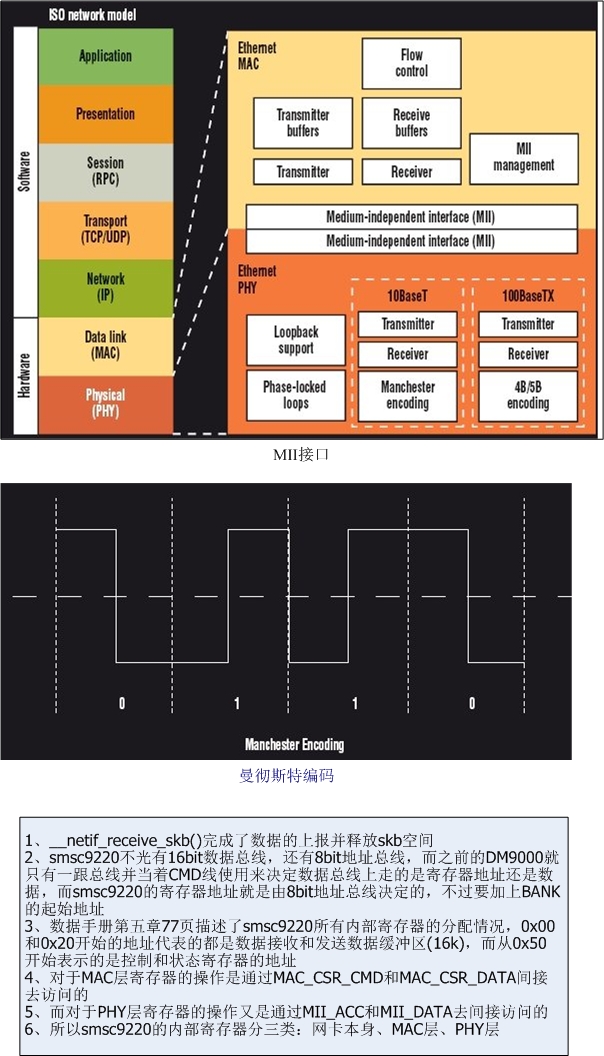 ISO network model
Software
Hardware
Application
Presentation
Session
(RPC)
Transport
(TCP/UDP)
Network
(IP)
Data link
(MAC)
Physical
(PHY)
Ethernet
MAC
Flow
control
Transmitter
buffers
Receive
buffers
MII
management
Transmitter
Receiver
Medium-independent interface (MII)
Medium-independent interface (MII)
Ethernet
PHY
10BaseT
100BaseTX
Loopback
support
Transmitter
Transmitter
Receiver
Receiver
Phase-locked
loops
Manchester
encoding
4B/5B
encoding
MII接口
0 1 1 0
Manchester Encoding
曼彻斯特编码
1、__netif_receive_skb()完成了数据的上报并释放skb空间
2、smsc9220不光有16bit数据总线，还有8bit地址总线，而之前的DM9000就
只有一跟总线并当着CMD线使用来决定数据总线上走的是寄存器地址还是数
据，而smsc9220的寄存器地址就是由8bit地址总线决定的，不过要加上BANK
的起始地址
3、数据手册第五章77页描述了smsc9220所有内部寄存器的分配情况，0x00
和0x20开始的地址代表的都是数据接收和发送数据缓冲区(16k)，而从0x50
开始表示的是控制和状态寄存器的地址
4、对于MAC层寄存器的操作是通过MAC_CSR_CMD和MAC_CSR_DATA间接
去访问的
5、而对于PHY层寄存器的操作又是通过MII_ACC和MII_DATA去间接访问的
6、所以smsc9220的内部寄存器分三类：网卡本身、MAC层、PHY层